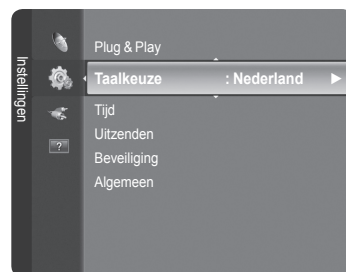 Instellingen
Plug & Play
Taalkeuze : Nederland ►
Tijd
Uitzenden
Beveiliging
Algemeen
?